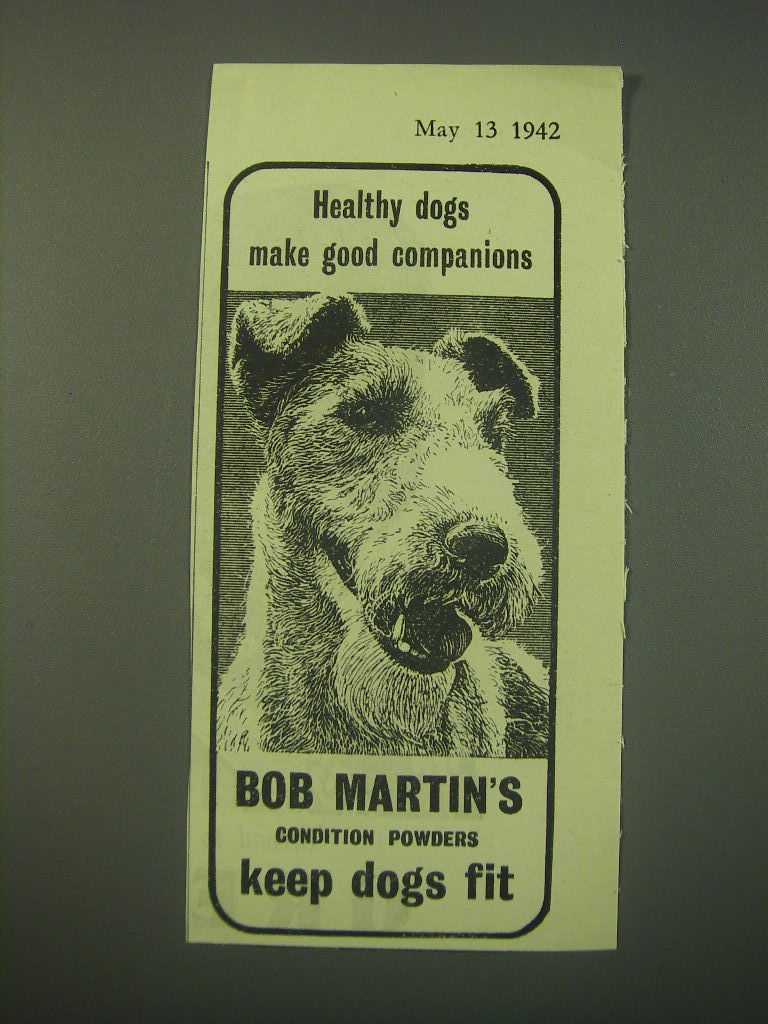 May 13 1942
Healthy dogs
make good companions
BOB MARTIN'S
CONDITION POWDERS
keep dogs fit